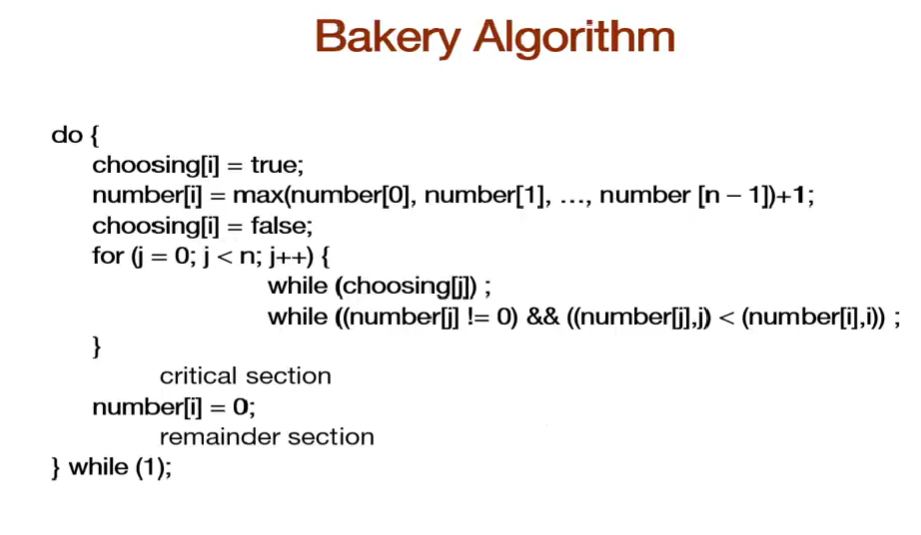 Bakery Algorithm
do {
choosing[i] = true;
number[i] = max(number[0], number[1], …, number [n – 1])+1;
choosing[i] = false;
for (j = 0; j < n; j++) {
while (choosing[j]) ;
while ((number[j] != 0) && ((number[j],j) < (number[i],i)) ;
}
critical section
number[i] = 0;
remainder section
} while (1);